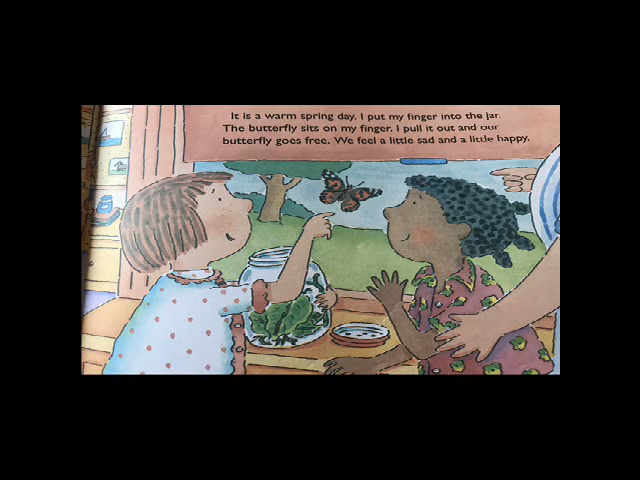 It is a warm spring day. I put my finger into the jar.
The butterfly sits on my finger. I pull it out and our
butterfly goes free. We feel a little sad and a little happy.